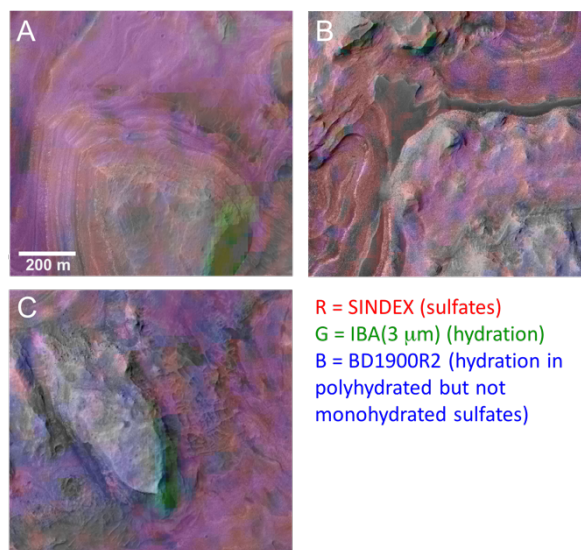 A
B
200 m
C
R = SINDEX (sulfates)
G = IBA(3 μm) (hydration)
B = BD1900R2 (hydration in
polyhydrated but not
monohydrated sulfates)